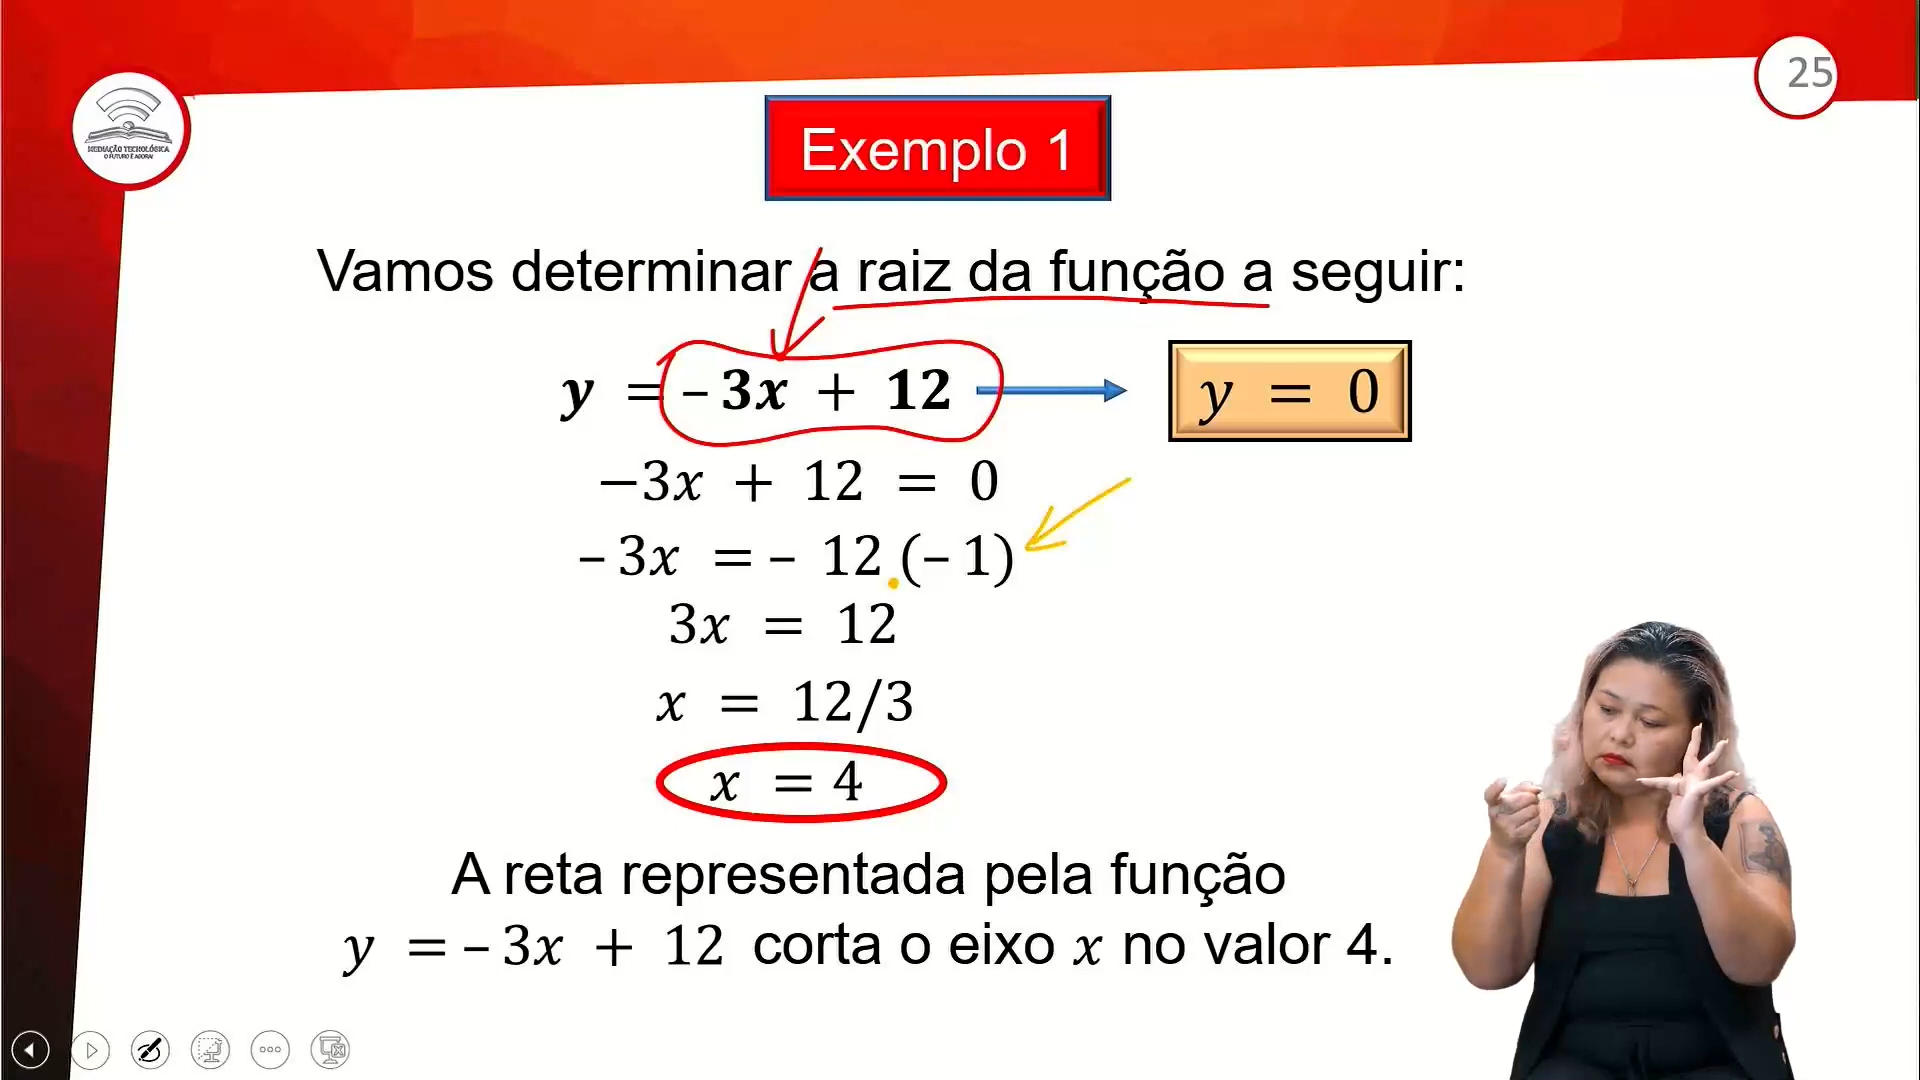 25
MEDIAÇÃO TECNOLÓGICA
O FUTURO É AGORA!
Exemplo 1
Vamos determinar a raiz da função a seguir:
y = – 3x + 12
y = 0
−3x + 12 = 0
– 3x = – 12 .(– 1)
3x = 12
x = 12/3
x = 4
A reta representada pela função
y = – 3x + 12 corta o eixo x no valor 4.